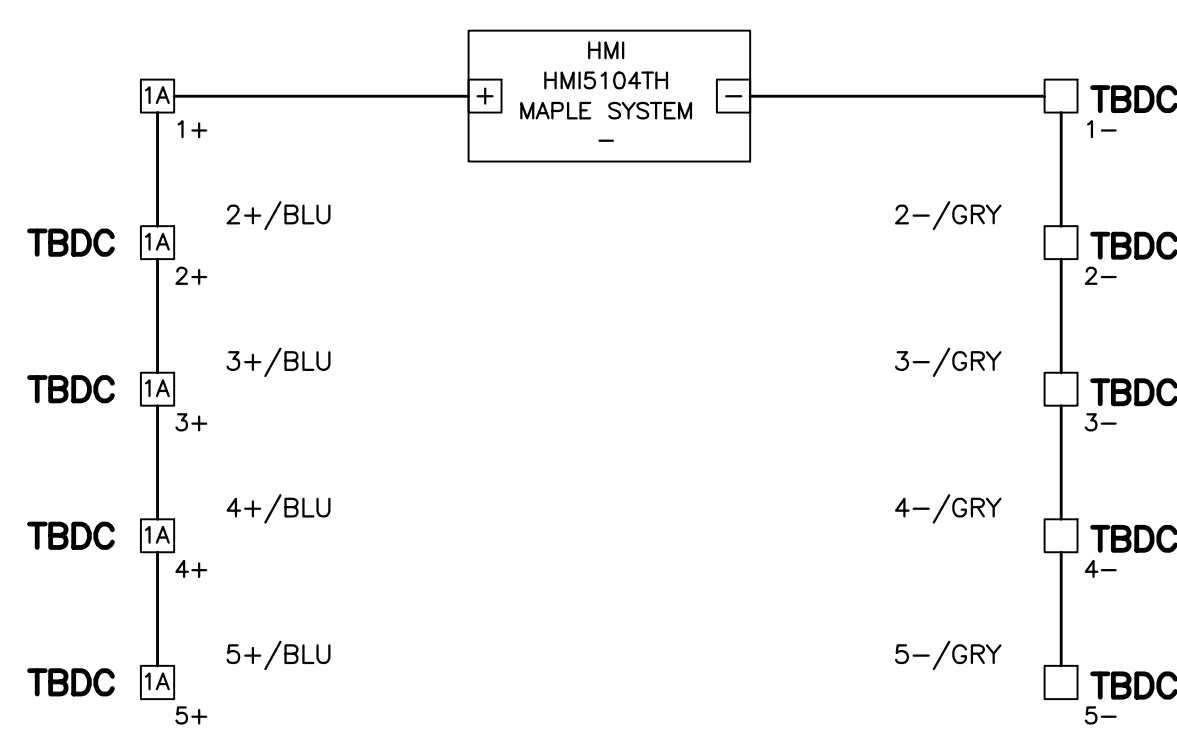 HMI
HMI5104TH
MAPLE SYSTEM
–
1A
+
–
TBDC
1+
1–
2+/BLU
2–/GRY
TBDC
1A
TBDC
2+
2–
3+/BLU
3–/GRY
TBDC
1A
TBDC
3+
3–
4+/BLU
4–/GRY
TBDC
1A
TBDC
4+
4–
5+/BLU
5–/GRY
TBDC
1A
TBDC
5+
5–